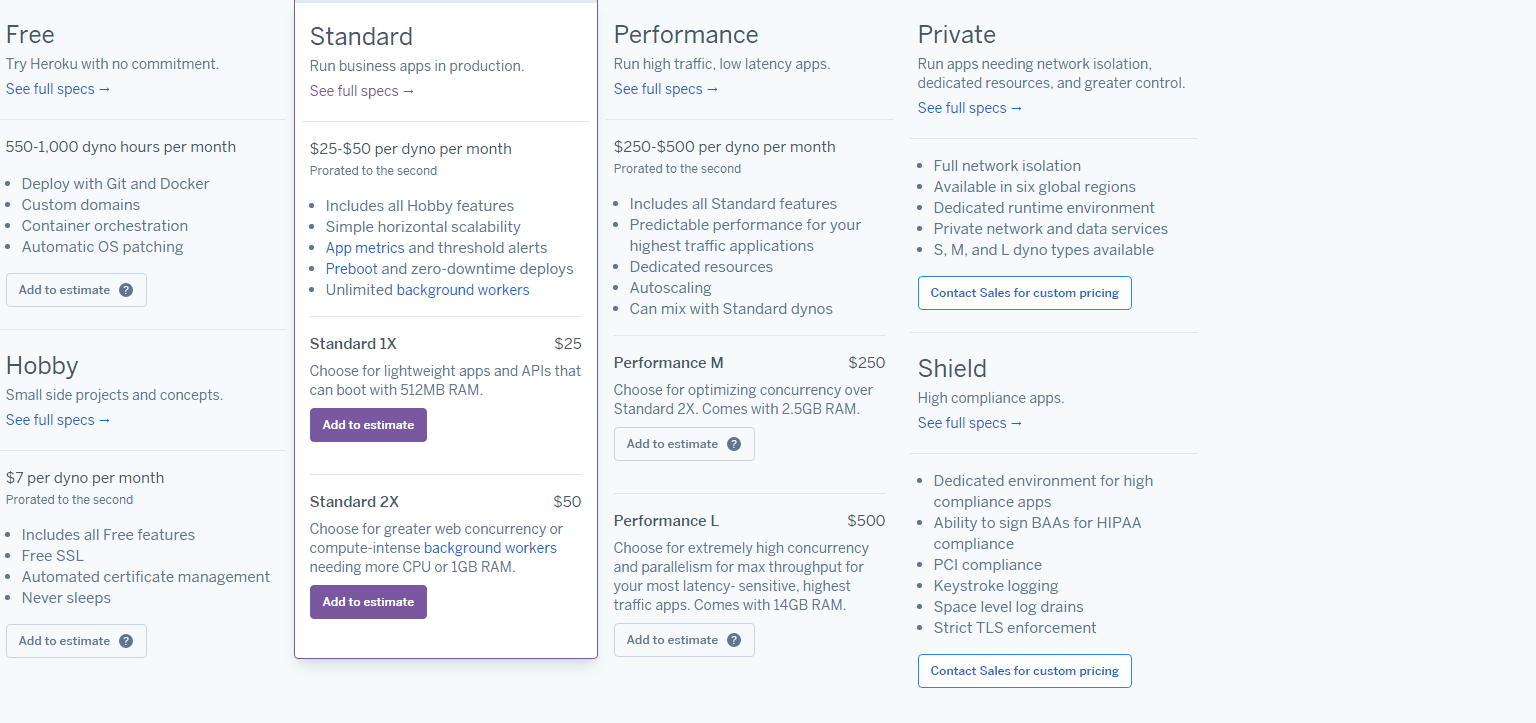 Free
Try Heroku with no commitment.
See full specs →
550-1,000 dyno hours per month
Deploy with Git and Docker
Custom domains
Container orchestration
Automatic OS patching
Add to estimate ?
Hobby
Small side projects and concepts.
See full specs →
$7 per dyno per month
Prorated to the second
Includes all Free features
Free SSL
Automated certificate management
Never sleeps
Add to estimate ?
Standard
Run business apps in production.
See full specs →
$25-$50 per dyno per month
Prorated to the second
Includes all Hobby features
Simple horizontal scalability
App metrics and threshold alerts
Preboot and zero-downtime deploys
Unlimited background workers
Standard 1X $25
Choose for lightweight apps and APIs that
can boot with 512MB RAM.
Add to estimate
Standard 2X $50
Choose for greater web concurrency or
compute-intense background workers
needing more CPU or 1GB RAM.
Add to estimate
Performance
Run high traffic, low latency apps.
See full specs →
$250-$500 per dyno per month
Prorated to the second
Includes all Standard features
Predictable performance for your
highest traffic applications
Dedicated resources
Autoscaling
Can mix with Standard dynos
Performance M $250
Choose for optimizing concurrency over
Standard 2X. Comes with 2.5GB RAM.
Add to estimate ?
Performance L $500
Choose for extremely high concurrency
and parallelism for max throughput for
your most latency- sensitive, highest
traffic apps. Comes with 14GB RAM.
Add to estimate ?
Private
Run apps needing network isolation,
dedicated resources, and greater control.
See full specs →
Full network isolation
Available in six global regions
Dedicated runtime environment
Private network and data services
S, M, and L dyno types available
Contact Sales for custom pricing
Shield
High compliance apps.
See full specs →
Dedicated environment for high
compliance apps
Ability to sign BAAs for HIPAA
compliance
PCI compliance
Keystroke logging
Space level log drains
Strict TLS enforcement
Contact Sales for custom pricing